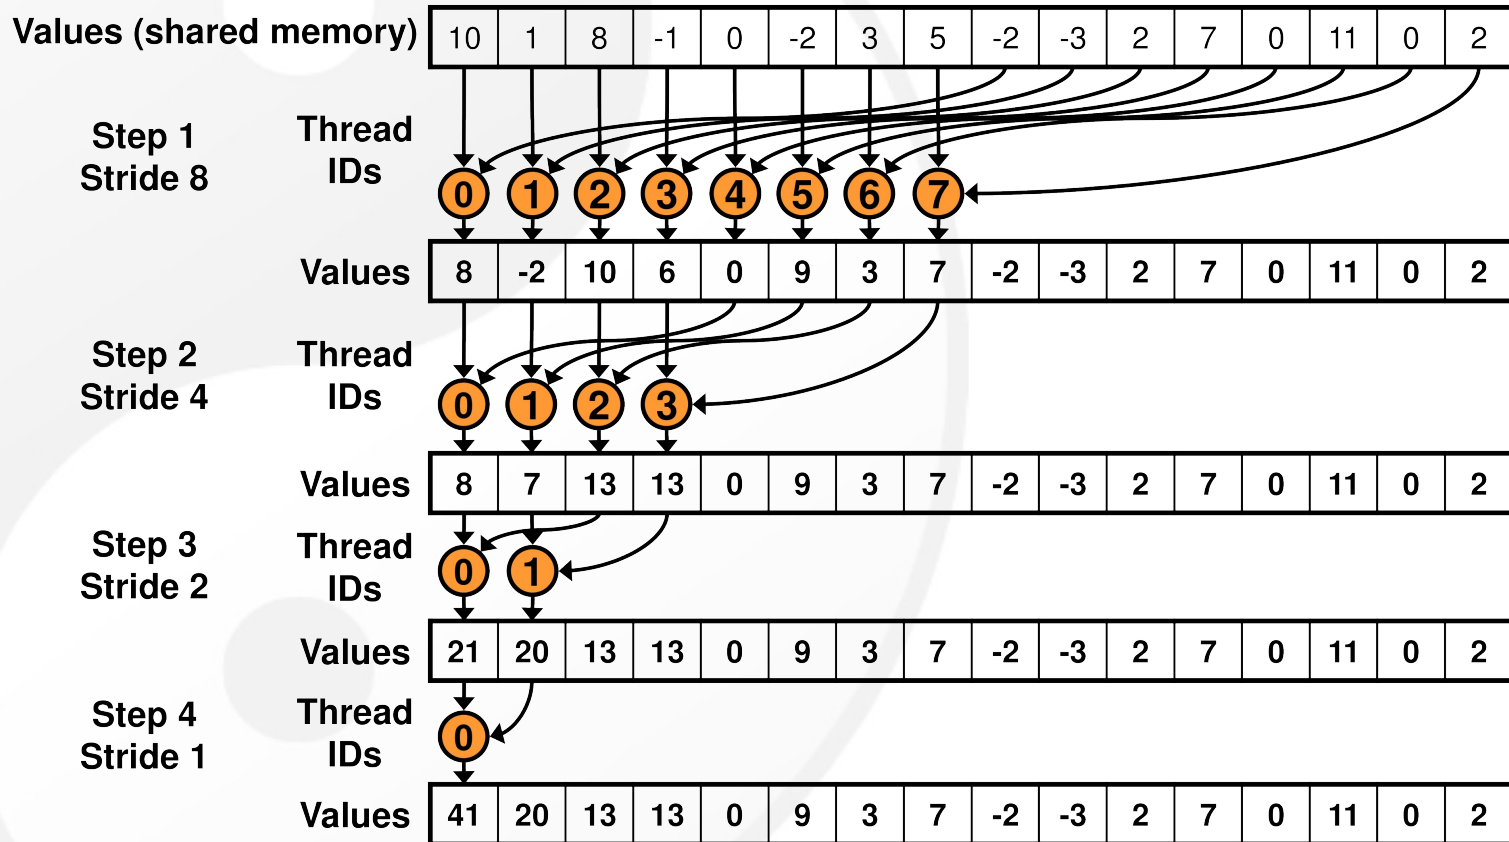 Values (shared memory) 10 1 8 -1 0 -2 3 5 -2 -3 2 7 0 11 0 2
Step 1 Thread
Stride 8 IDs
0 1 2 3 4 5 6 7
Values 8 -2 10 6 0 9 3 7 -2 -3 2 7 0 11 0 2
Step 2 Thread
Stride 4 IDs
0 1 2 3
Values 8 7 13 13 0 9 3 7 -2 -3 2 7 0 11 0 2
Step 3 Thread
Stride 2 IDs
0 1
Values 21 20 13 13 0 9 3 7 -2 -3 2 7 0 11 0 2
Step 4 Thread
Stride 1 IDs
0
Values 41 20 13 13 0 9 3 7 -2 -3 2 7 0 11 0 2